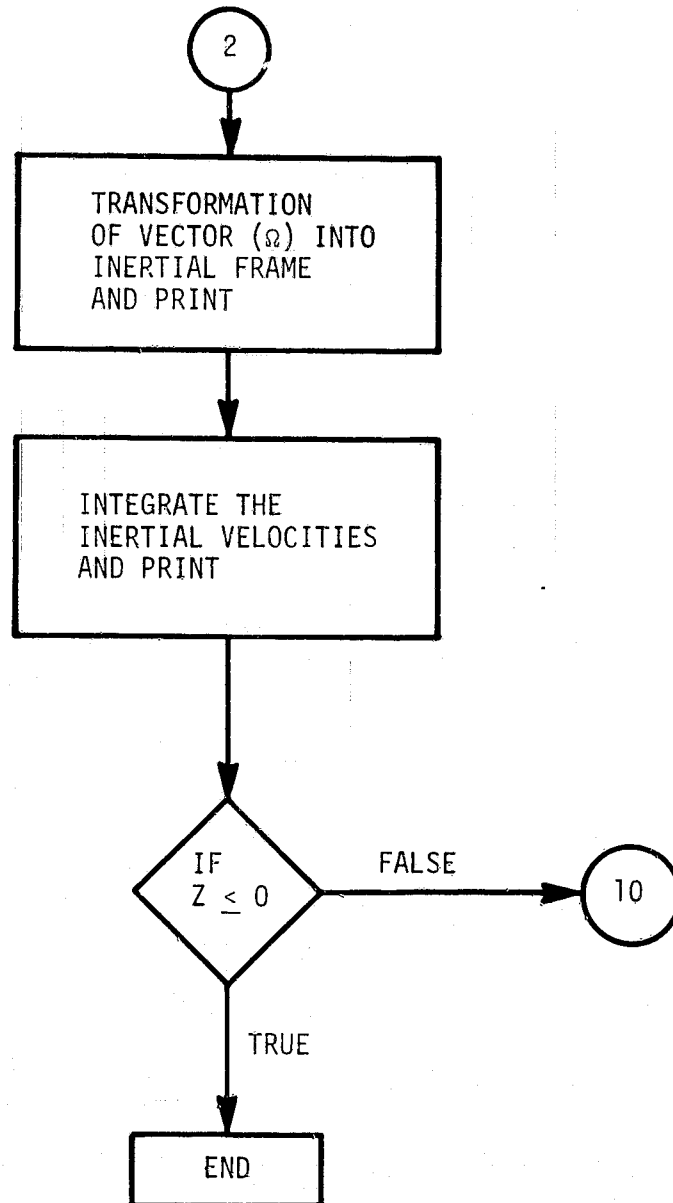 2
TRANSFORMATION
OF VECTOR (Ω) INTO
INERTIAL FRAME
AND PRINT
INTEGRATE THE
INERTIAL VELOCITIES
AND PRINT
IF
Z ≤ 0
FALSE
10
TRUE
END